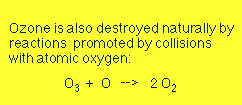 Ozone is also destroyed naturally by
reactions promoted by collisions
with atomic oxygen:
O₃ + O --> 2 O₂